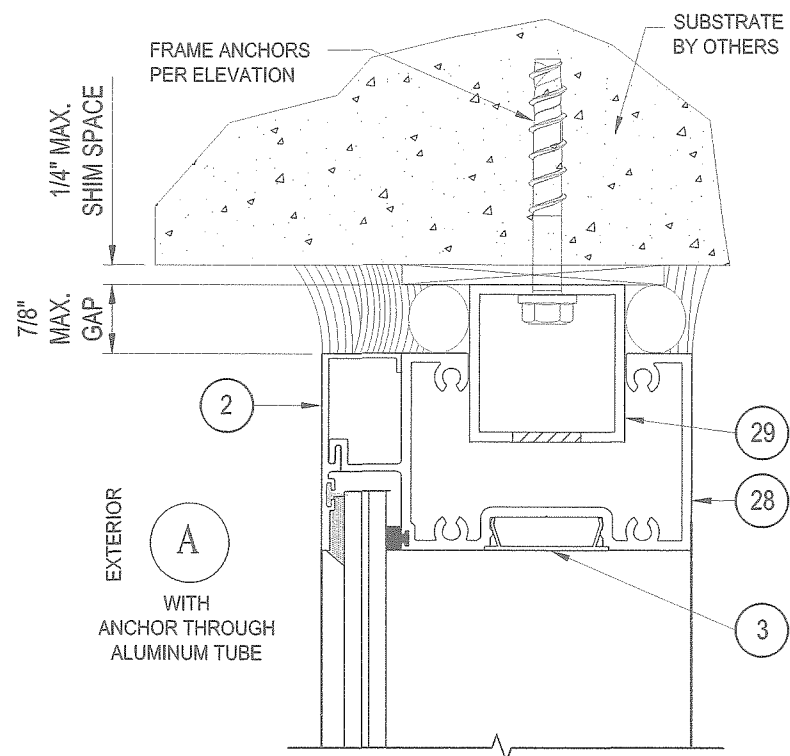 SUBSTRATE
BY OTHERS
FRAME ANCHORS
PER ELEVATION
1/4" MAX.
SHIM SPACE
7/8"
MAX.
GAP
2
29
28
EXTERIOR
A
WITH
ANCHOR THROUGH
ALUMINUM TUBE
3